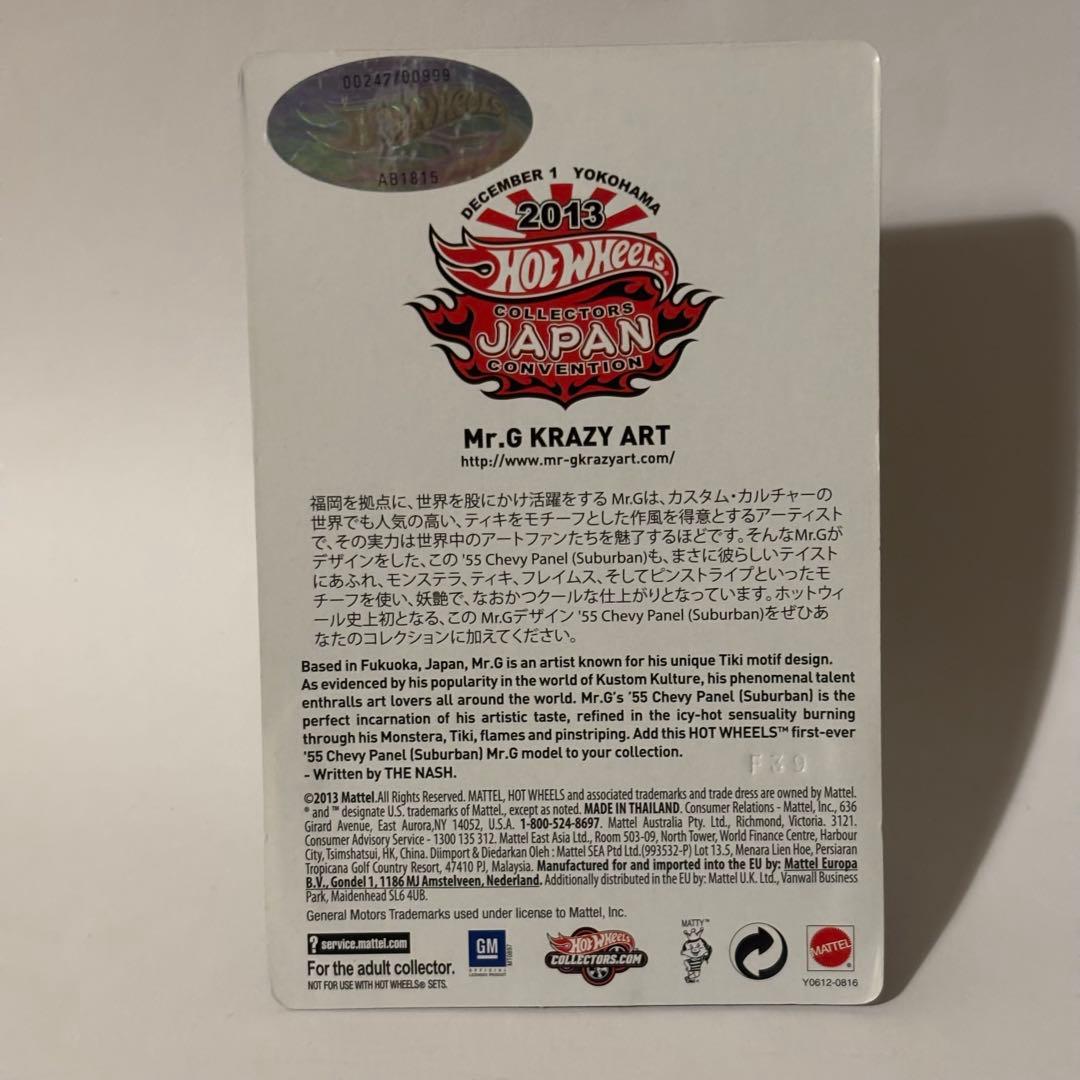 00247/00999
Hot Wheels
AB1815
DECEMBER 1 YOKOHAMA
2013
HOT WHEELS
COLLECTORS
JAPAN
CONVENTION
Mr.G KRAZY ART
http://www.mr-gkrazyart.com/
福岡を拠点に、世界を股にかけ活躍をする Mr.Gは、カスタム・カルチャーの
世界でも人気の高い、ティキをモチーフとした作風を得意とするアーティスト
で、その実力は世界中のアートファンたちを魅了するほどです。そんなMr.Gが
デザインをした、この '55 Chevy Panel (Suburban)も、まさに彼らしいテイスト
にあふれ、モンステラ、ティキ、フレイムス、そしてピンストライプといったモ
チーフを使い、妖艶で、なおかつクールな仕上がりとなっています。ホットウィ
ール史上初となる、この Mr.Gデザイン '55 Chevy Panel (Suburban)をぜひあ
なたのコレクションに加えてください。
Based in Fukuoka, Japan, Mr.G is an artist known for his unique Tiki motif design.
As evidenced by his popularity in the world of Kustom Kulture, his phenomenal talent
enthralls art lovers all around the world. Mr.G's '55 Chevy Panel (Suburban) is the
perfect incarnation of his artistic taste, refined in the icy-hot sensuality burning
through his Monstera, Tiki, flames and pinstriping. Add this HOT WHEELS™ first-ever
'55 Chevy Panel (Suburban) Mr.G model to your collection.
- Written by THE NASH.
F39
©2013 Mattel.All Rights Reserved. MATTEL, HOT WHEELS and associated trademarks and trade dress are owned by Mattel.
® and ™ designate U.S. trademarks of Mattel., except as noted. MADE IN THAILAND. Consumer Relations - Mattel, Inc., 636
Girard Avenue, East Aurora,NY 14052, U.S.A. 1-800-524-8697. Mattel Australia Pty. Ltd., Richmond, Victoria. 3121.
Consumer Advisory Service - 1300 135 312. Mattel East Asia Ltd., Room 503-09, North Tower, World Finance Centre, Harbour
City, Tsimshatsui, HK, China. Diimport & Diedarkan Oleh : Mattel SEA Ptd Ltd.(993532-P) Lot 13.5, Menara Lien Hoe, Persiaran
Tropicana Golf Country Resort, 47410 PJ, Malaysia. Manufactured for and imported into the EU by: Mattel Europa
B.V., Gondel 1, 1186 MJ Amstelveen, Nederland. Additionally distributed in the EU by: Mattel U.K. Ltd., Vanwall Business
Park, Maidenhead SL6 4UB.
General Motors Trademarks used under license to Mattel, Inc.
? service.mattel.com
For the adult collector.
NOT FOR USE WITH HOT WHEELS® SETS.
GM
OFFICIAL
LICENSED PRODUCT
MT0897
HOT WHEELS
COLLECTORS.COM
MATTY™
MATTEL
®
Y0612-0816